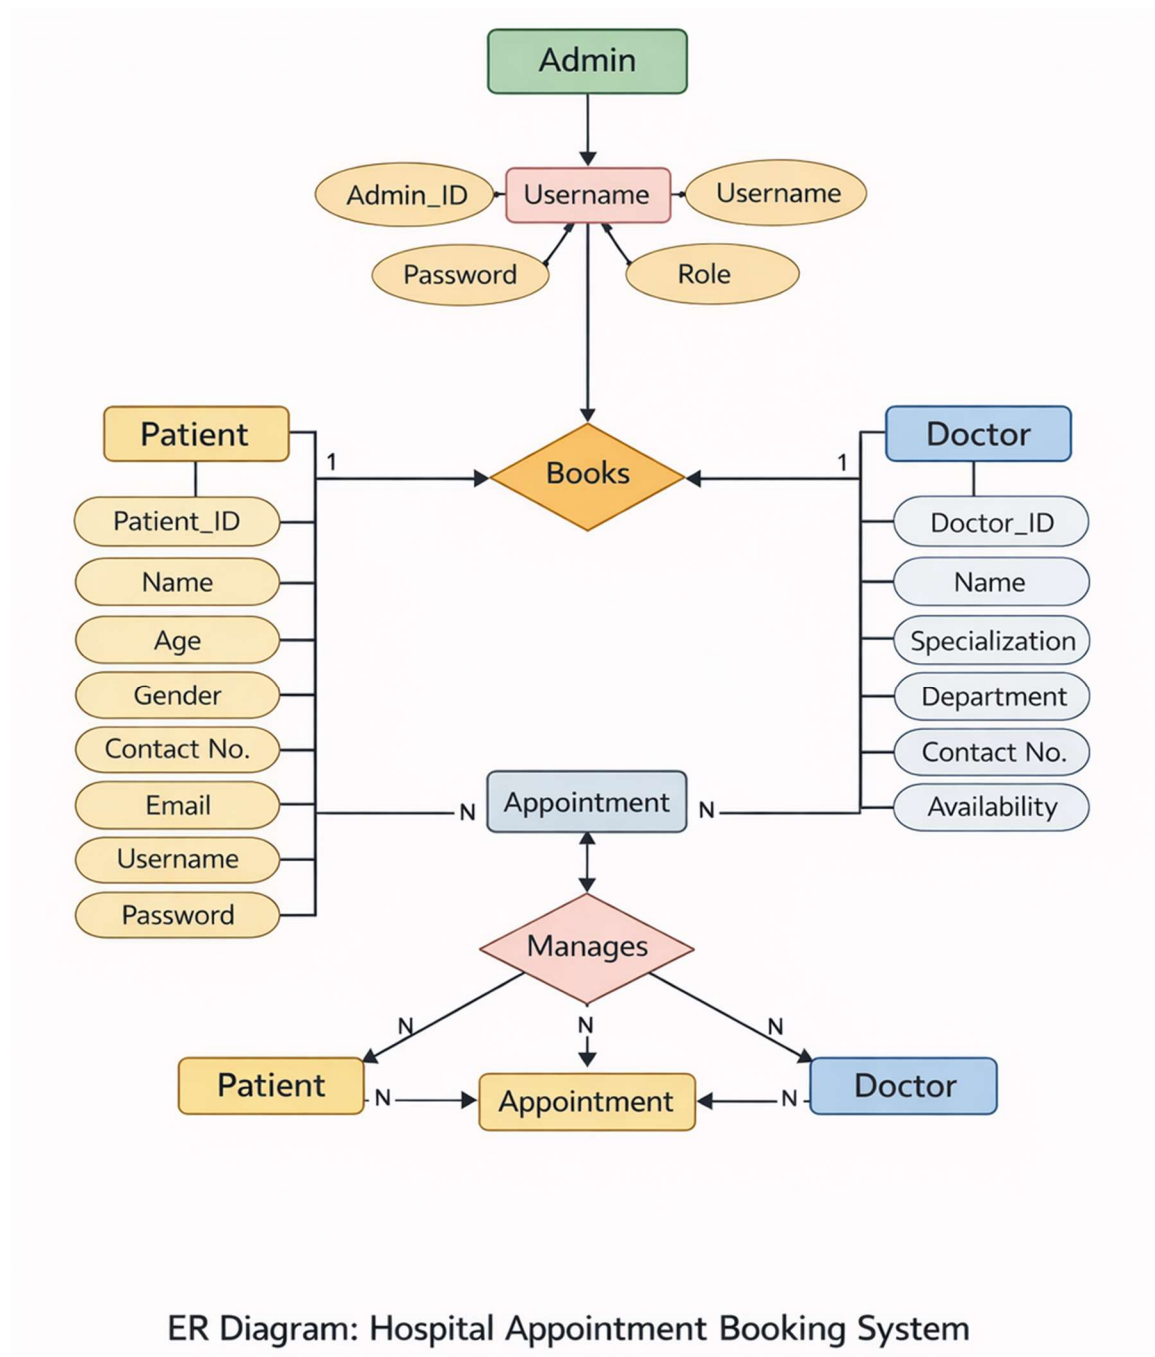 Admin
Admin_ID
Username
Username
Password
Role
Patient
Doctor
1
Books
1
Patient_ID
Name
Age
Gender
Contact No.
Email
Username
Password
Doctor_ID
Name
Specialization
Department
Contact No.
Availability
N
Appointment
N
Manages
N
N
N
Patient
N
Appointment
N
Doctor
ER Diagram: Hospital Appointment Booking System